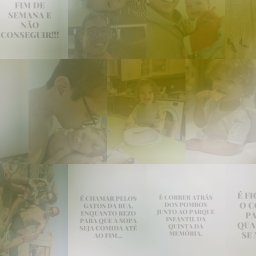 FIM DE
SEMANA E
NÃO
CONSEGUIR!!!
É CHAMAR PELOS
GATOS DA RUA,
ENQUANTO REZO
PARA QUE A SOPA
SEJA COMIDA ATÉ
AO FIM...
É CORRER ATRÁS
DOS POMBOS
JUNTO AO PARQUE
INFANTIL DA
QUINTA DA
MEMÓRIA.